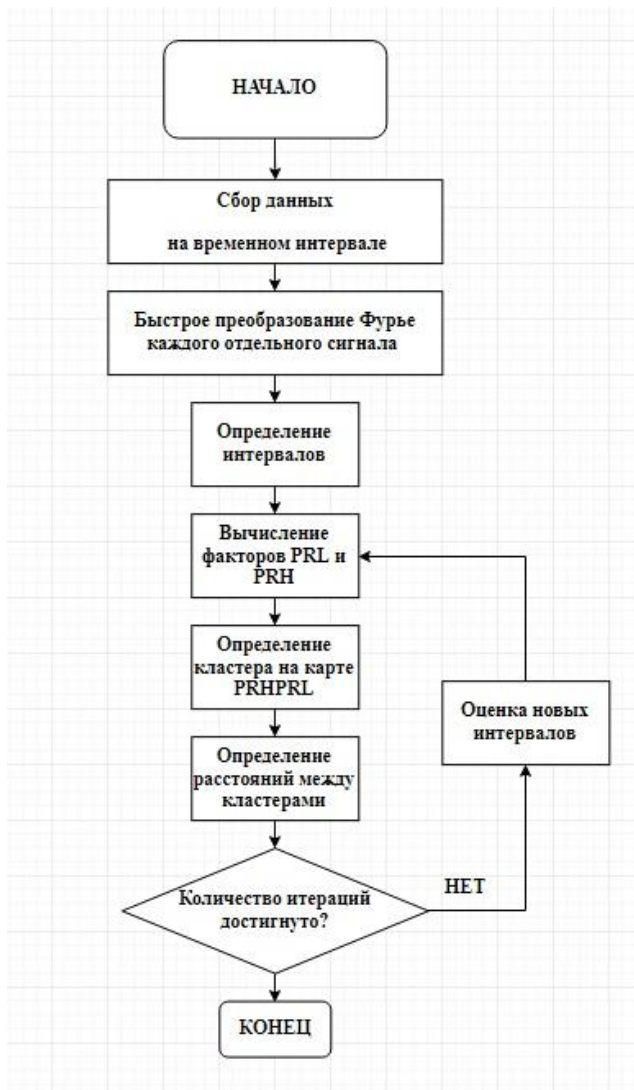 НАЧАЛО
Сбор данных
на временном интервале
Быстрое преобразование Фурье
каждого отдельного сигнала
Определение
интервалов
Вычисление
факторов PRL и
PRH
Определение
кластера на карте
PRHPRL
Оценка новых
интервалов
Определение
расстояний между
кластерами
Количество итераций
достигнуто?
НЕТ
КОНЕЦ